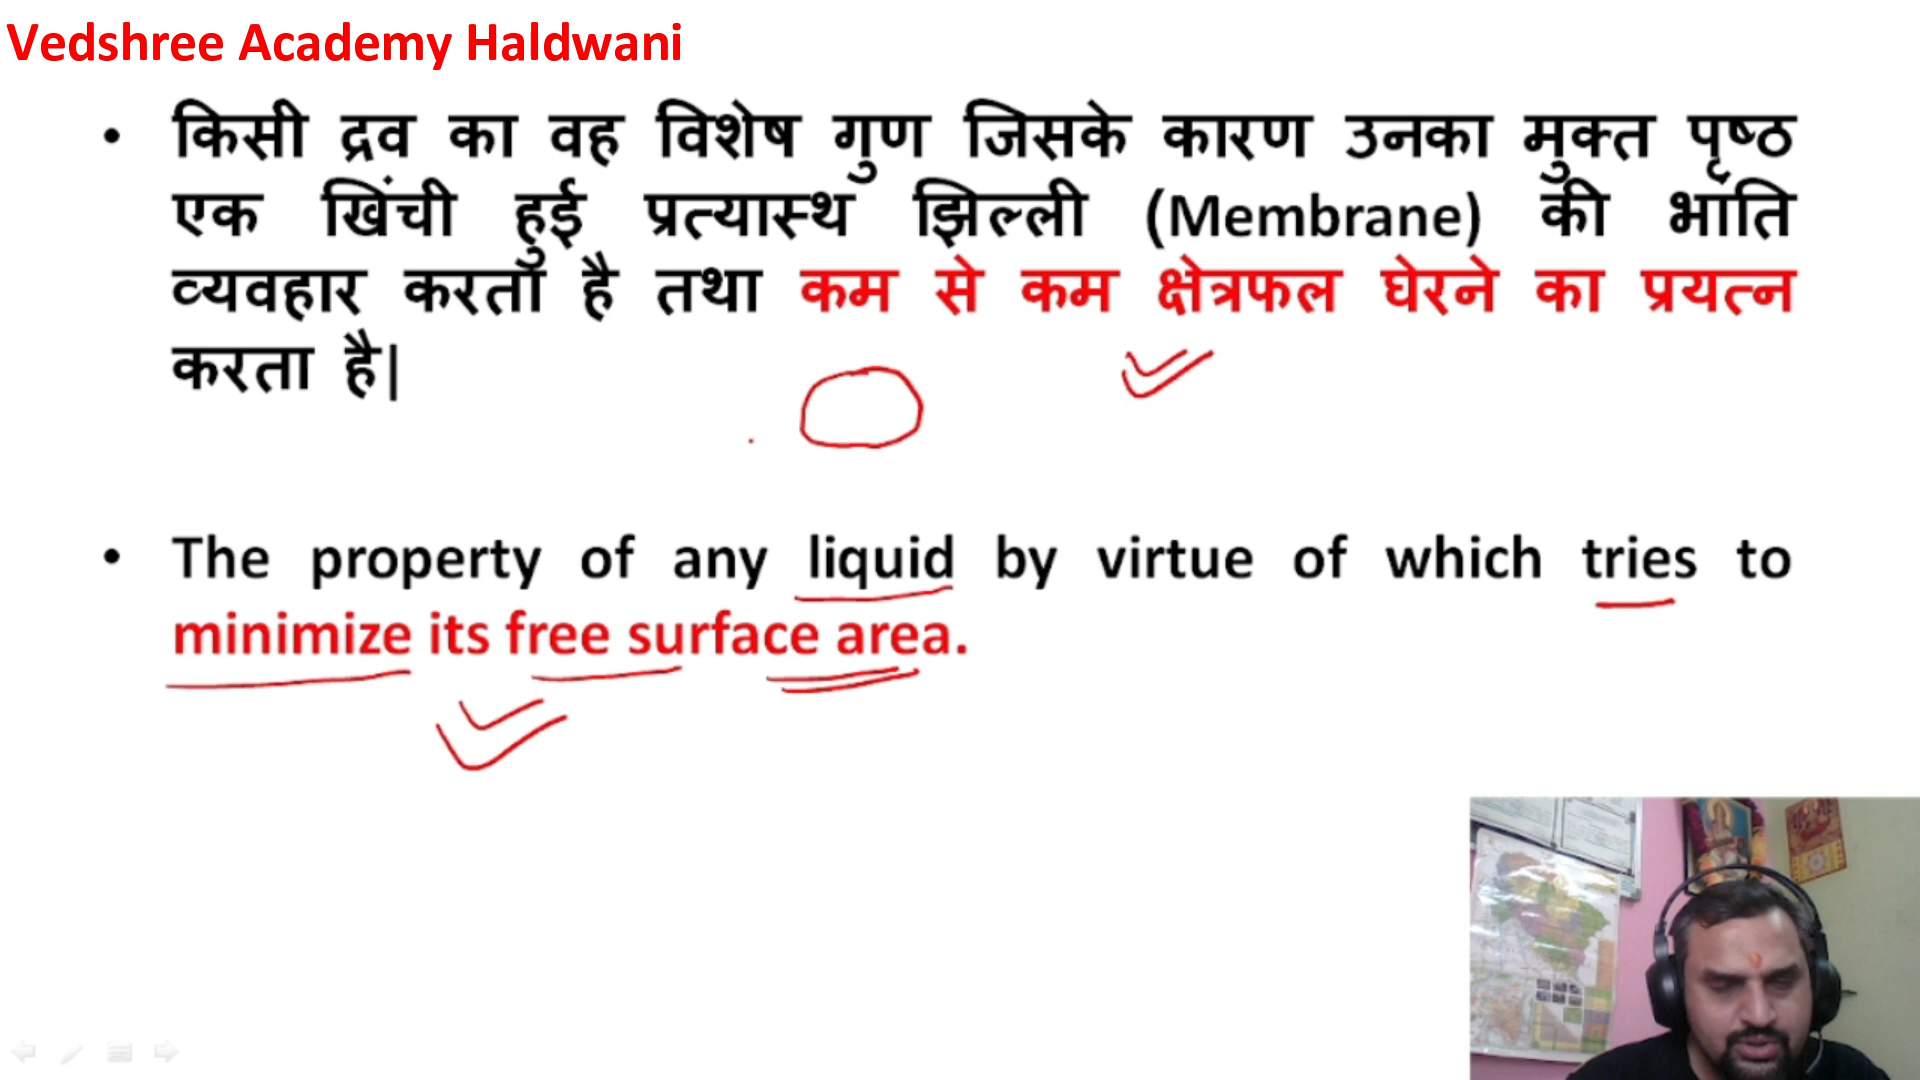 Vedshree Academy Haldwani
• किसी द्रव का वह विशेष गुण जिसके कारण उनका मुक्त पृष्ठ
एक खिंची हुई प्रत्यास्थ झिल्ली (Membrane) की भांति
व्यवहार करता है तथा कम से कम क्षेत्रफल घेरने का प्रयत्न
करता है|
• The property of any liquid by virtue of which tries to
minimize its free surface area.